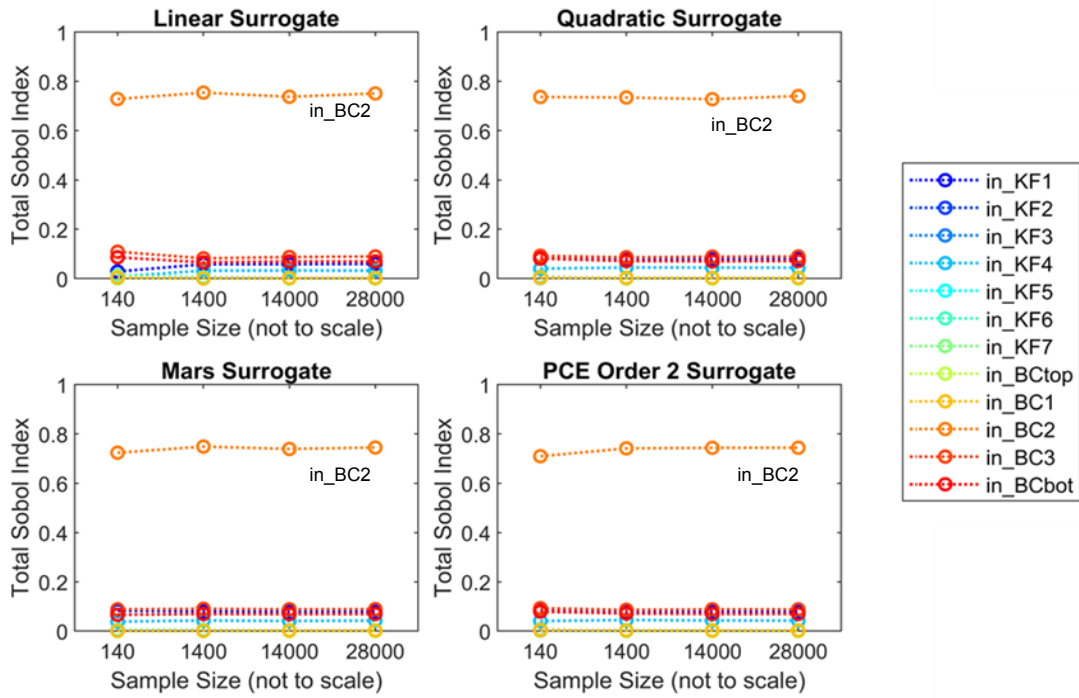 Linear Surrogate
1
0.8
0.6
0.4
0.2
0
Total Sobol Index
in_BC2
140 1400 14000 28000
Sample Size (not to scale)
Quadratic Surrogate
1
0.8
0.6
0.4
0.2
0
Total Sobol Index
in_BC2
140 1400 14000 28000
Sample Size (not to scale)
Mars Surrogate
1
0.8
0.6
0.4
0.2
0
Total Sobol Index
in_BC2
140 1400 14000 28000
Sample Size (not to scale)
PCE Order 2 Surrogate
1
0.8
0.6
0.4
0.2
0
Total Sobol Index
in_BC2
140 1400 14000 28000
Sample Size (not to scale)
in_KF1
in_KF2
in_KF3
in_KF4
in_KF5
in_KF6
in_KF7
in_BCtop
in_BC1
in_BC2
in_BC3
in_BCbot